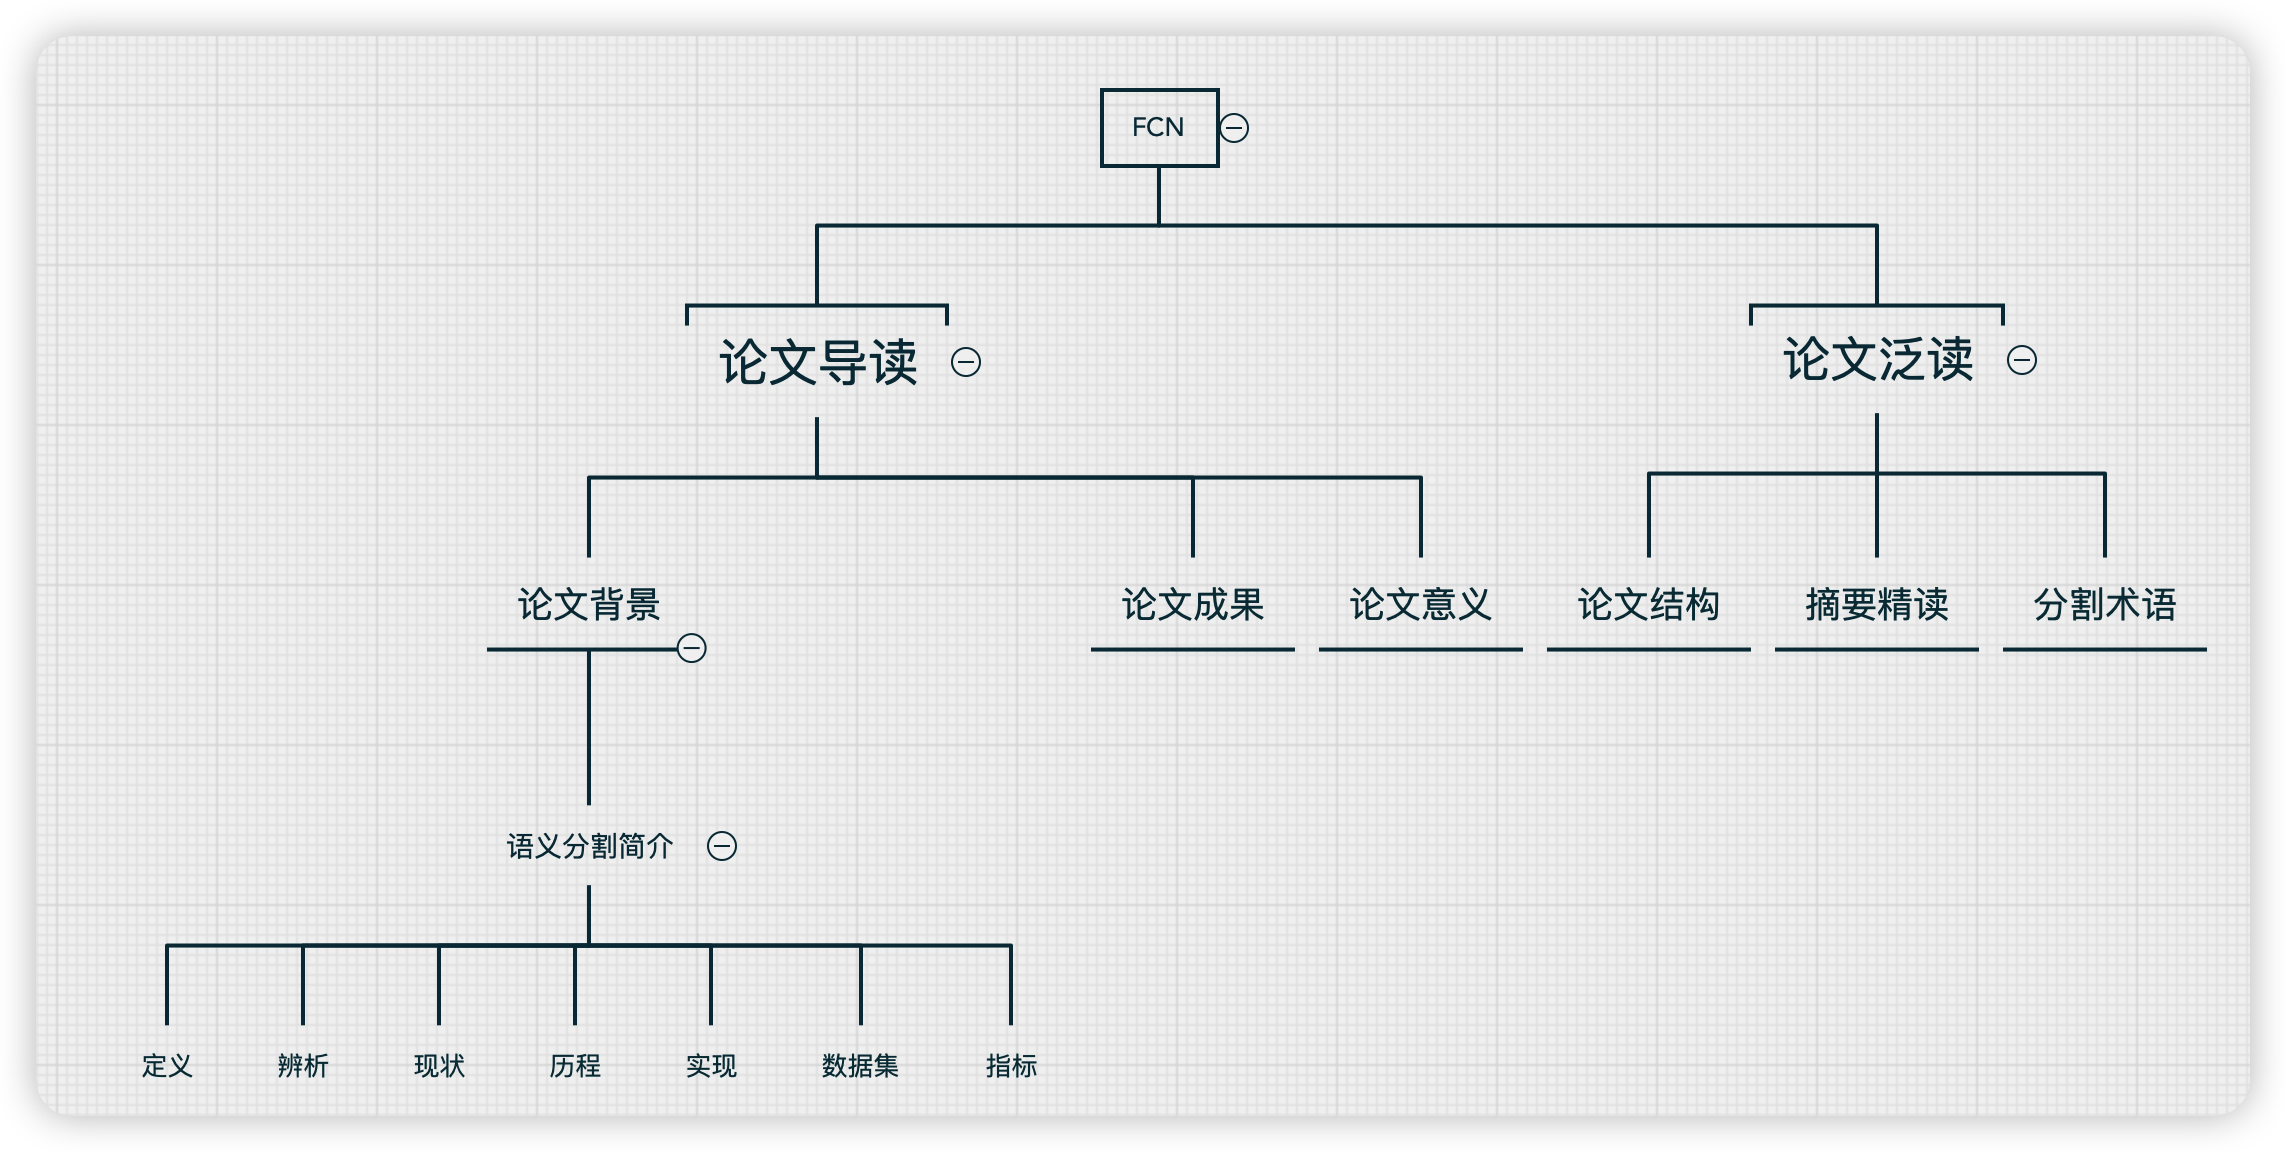 FCN
论文导读
论文泛读
论文背景
论文成果
论文意义
论文结构
摘要精读
分割术语
语义分割简介
定义
辨析
现状
历程
实现
数据集
指标